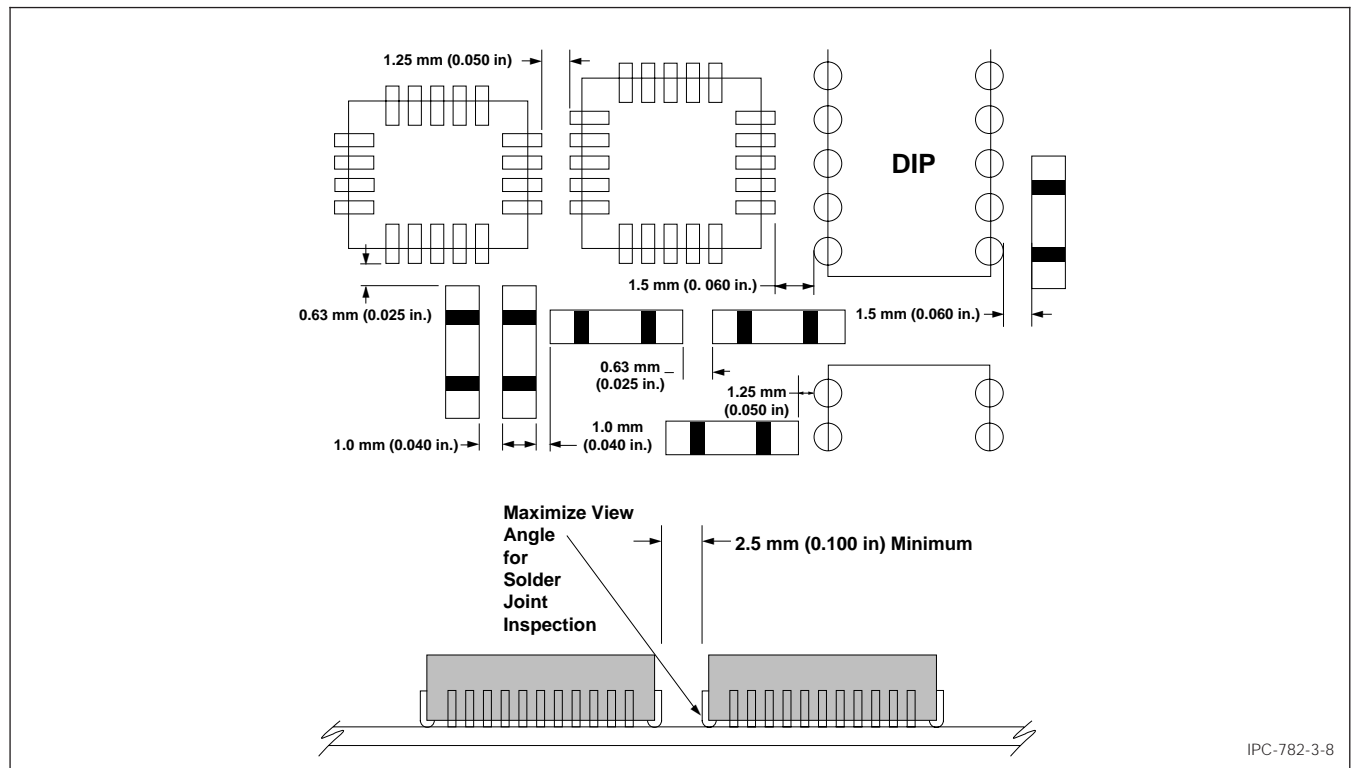 1.25 mm (0.050 in)
DIP
1.5 mm (0. 060 in.)
0.63 mm (0.025 in.)
1.5 mm (0.060 in.)
0.63 mm
(0.025 in.)
1.25 mm
(0.050 in)
1.0 mm (0.040 in.)
1.0 mm
(0.040 in.)
Maximize View
Angle
for
Solder
Joint
Inspection
2.5 mm (0.100 in) Minimum
IPC-782-3-8